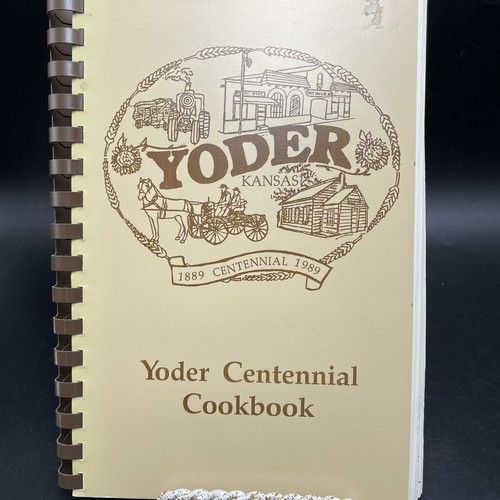 YODER
KANSAS
1889 CENTENNIAL 1989
Yoder Centennial
Cookbook